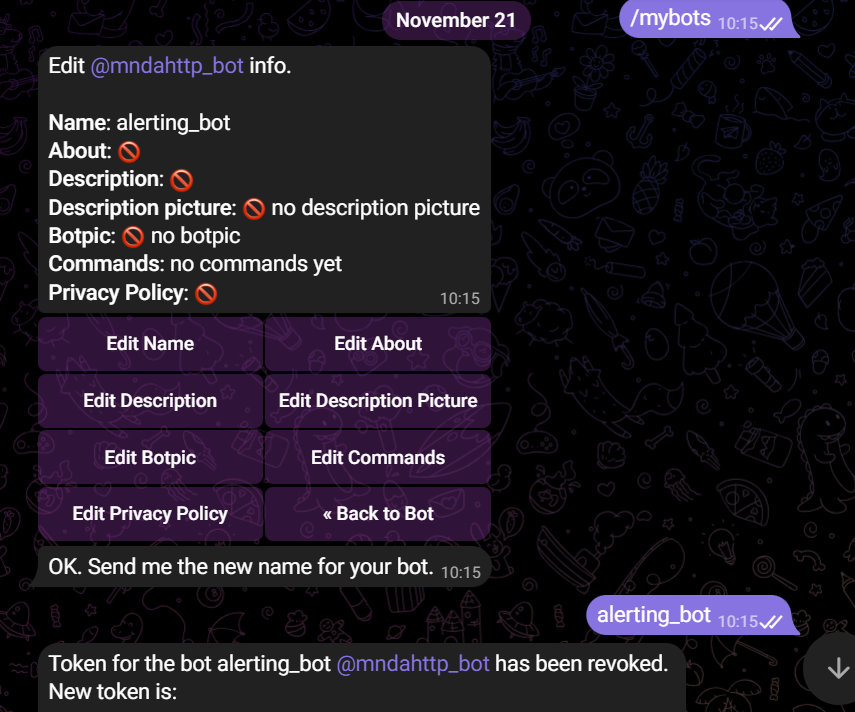 November 21
/mybots 10:15
Edit @mndahttp_bot info.
Name: alerting_bot
About: 🚫
Description: 🚫
Description picture: 🚫 no description picture
Botpic: 🚫 no botpic
Commands: no commands yet
Privacy Policy: 🚫
10:15
Edit Name
Edit About
Edit Description
Edit Description Picture
Edit Botpic
Edit Commands
Edit Privacy Policy
« Back to Bot
OK. Send me the new name for your bot. 10:15
alerting_bot 10:15
Token for the bot alerting_bot @mndahttp_bot has been revoked.
New token is: